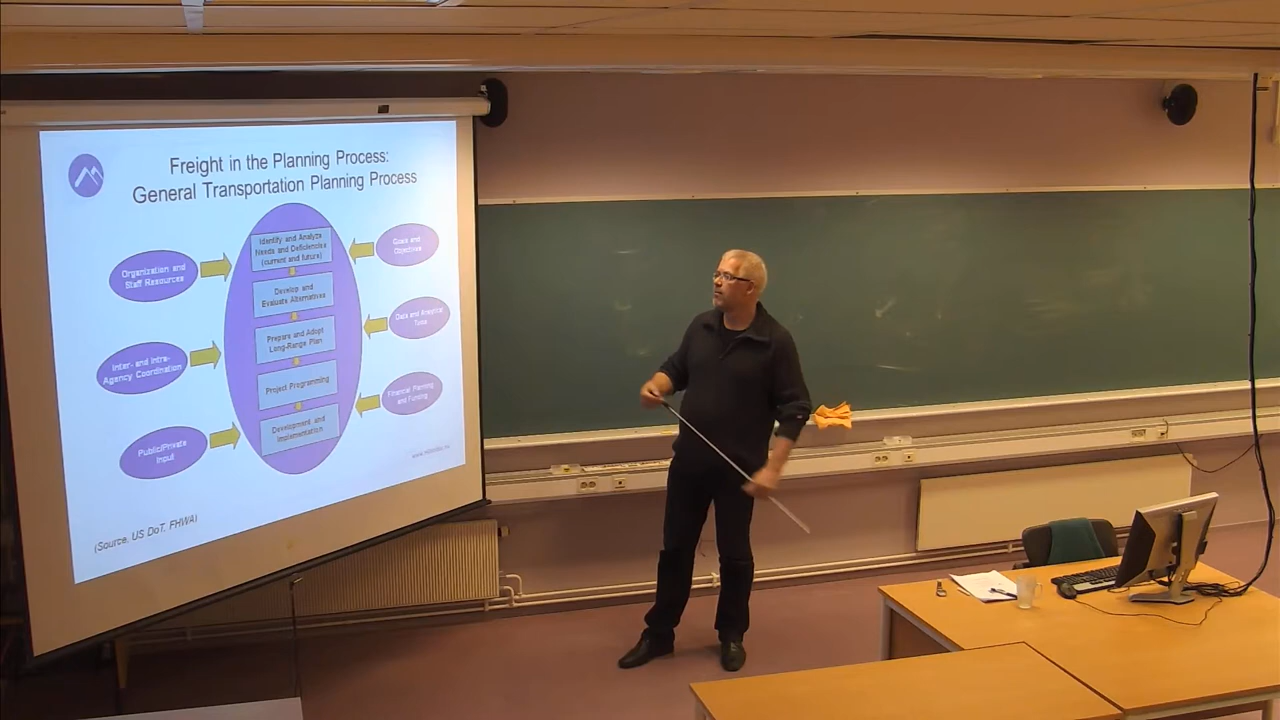 Freight in the Planning Process:
General Transportation Planning Process
Identify and Analyze
Needs and Deficiencies
(current and future)
Goals and
Objectives
Organization and
Staff Resources
Develop and
Evaluate Alternatives
Data and Analytical
Tools
Prepare and Adopt
Long-Range Plan
Inter- and Intra-
Agency Coordination
Project Programming
Financial Planning
and Funding
Development and
Implementation
Public/Private
Input
(Source, US DoT, FHWA)